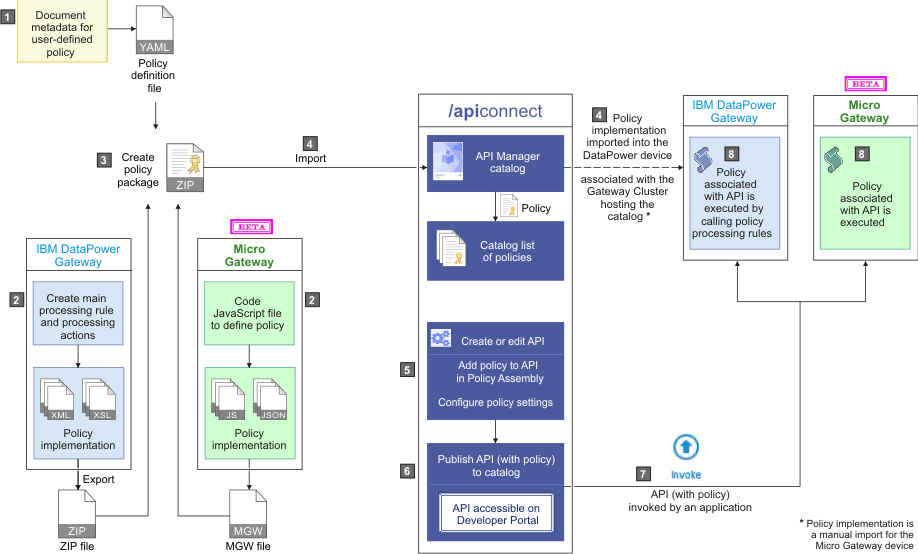 1
Document
metadata for
user-defined
policy
YAML
Policy
definition
file
3
Create
policy
package
ZIP
4
Import
IBM DataPower
Gateway
2
Create main
processing rule
and processing
actions
XML
XSL
Policy
implementation
Export
ZIP
ZIP file
BETA
Micro
Gateway
2
Code
JavaScript file
to define policy
JS
JSON
Policy
implementation
MGW
MGW file
/apiconnect
API Manager
catalog
Policy
Catalog list
of policies
5
Create or edit API
Add policy to API
in Policy Assembly
Configure policy settings
6
Publish API (with policy)
to catalog
API accessible on
Developer Portal
4
Policy
implementation
imported into the
DataPower device
associated with the
Gateway Cluster
hosting the
catalog *
IBM DataPower
Gateway
8
Policy
associated
with API is
executed by
calling policy
processing rules
BETA
Micro
Gateway
8
Policy
associated
with API is
executed
Invoke
7
API (with policy)
invoked by an application
* Policy implementation is
a manual import for the
Micro Gateway device